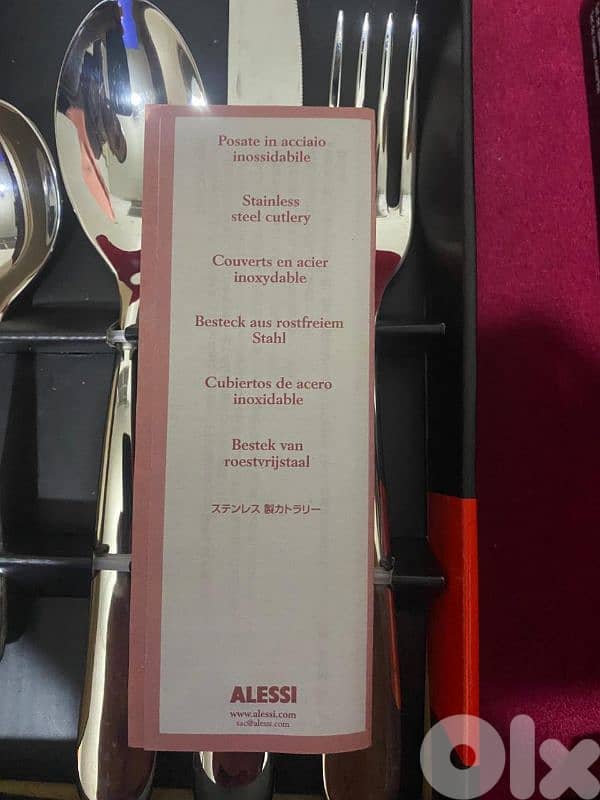 Posate in acciaio
inossidabile
Stainless
steel cutlery
Couverts en acier
inoxydable
Besteck aus rostfreiem
Stahl
Cubiertos de acero
inoxidable
Bestek van
roestvrijstaal
ステンレス 製カトラリー
ALESSI
www.alessi.com
sac@alessi.com
Olx